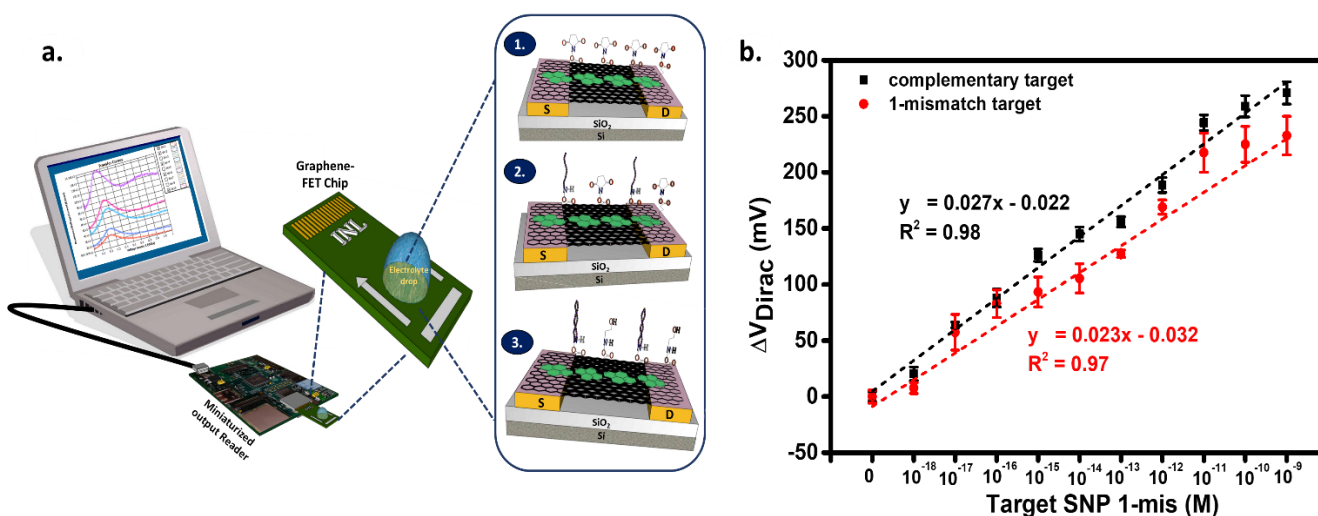 a.
Graphene-
FET Chip
INL
Electrolyte
drop
Miniaturized
output Reader
1.
N
N
N
N
S
D
SiO₂
Si
2.
N-H
N
N-H
N
S
D
SiO₂
Si
3.
OH
OH
N-H
N-H
N-H
N-H
S
D
SiO₂
Si
b.
ΔVDirac (mV)
300
250
200
150
100
50
0
-50
complementary target
1-mismatch target
y = 0.027x - 0.022
R² = 0.98
y = 0.023x - 0.032
R² = 0.97
0 10⁻¹⁸ 10⁻¹⁷ 10⁻¹⁶ 10⁻¹⁵ 10⁻¹⁴ 10⁻¹³ 10⁻¹² 10⁻¹¹ 10⁻¹⁰ 10⁻⁹
Target SNP 1-mis (M)